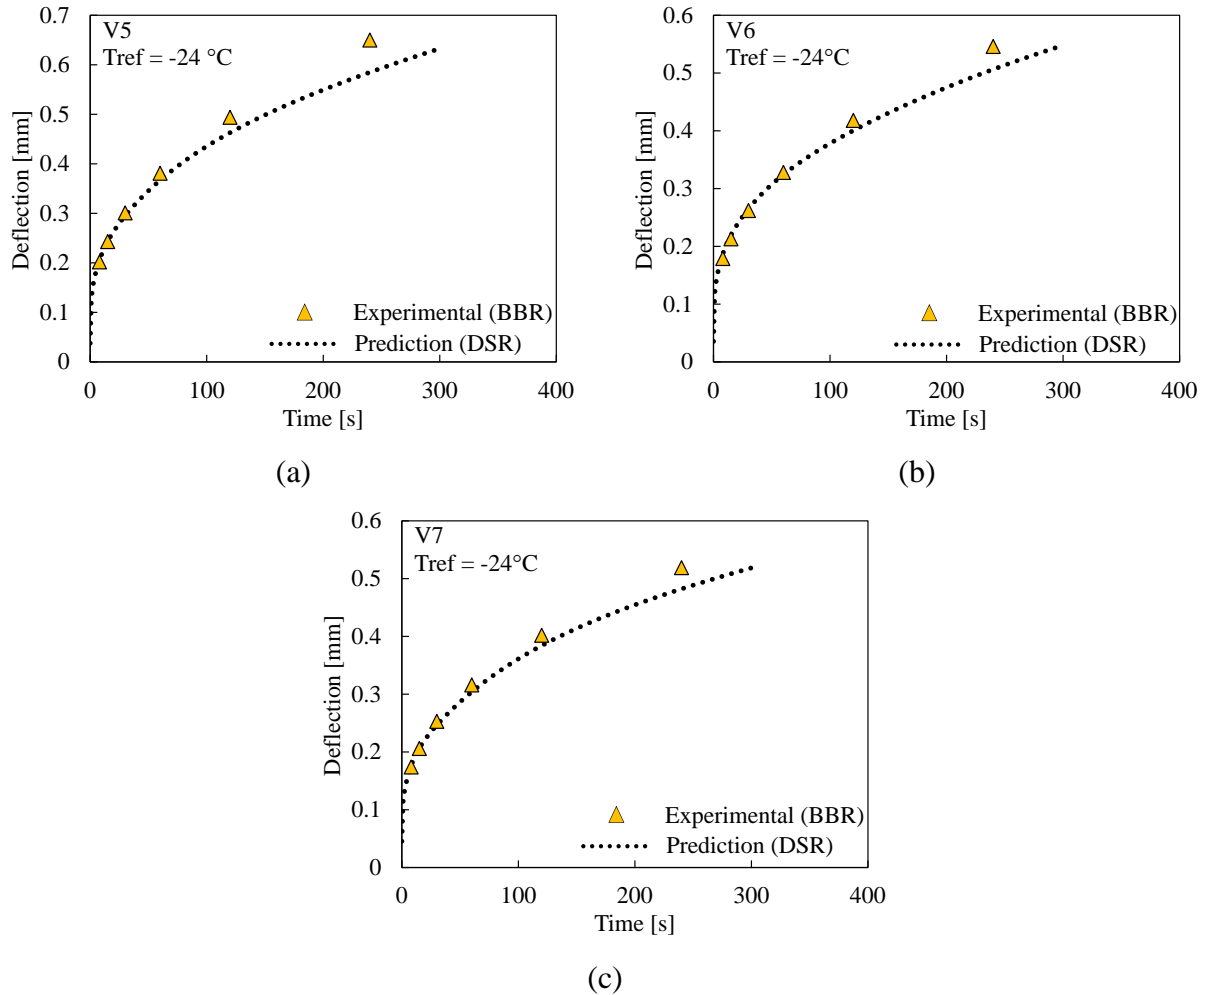 V5
Tref = -24 °C
Deflection [mm]
0.7
0.6
0.5
0.4
0.3
0.2
0.1
0
Experimental (BBR)
Prediction (DSR)
0 100 200 300 400
Time [s]
(a)
V6
Tref = -24°C
Deflection [mm]
0.6
0.5
0.4
0.3
0.2
0.1
0
Experimental (BBR)
Prediction (DSR)
0 100 200 300 400
Time [s]
(b)
V7
Tref = -24°C
Deflection [mm]
0.6
0.5
0.4
0.3
0.2
0.1
0
Experimental (BBR)
Prediction (DSR)
0 100 200 300 400
Time [s]
(c)